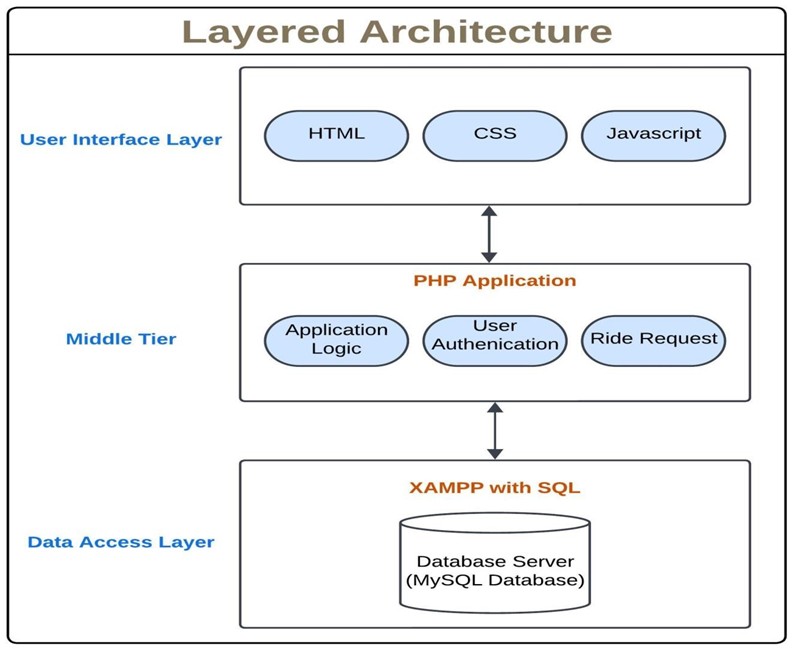 Layered Architecture
User Interface Layer
HTML
CSS
Javascript
PHP Application
Middle Tier
Application
Logic
User
Authenication
Ride Request
XAMPP with SQL
Data Access Layer
Database Server
(MySQL Database)